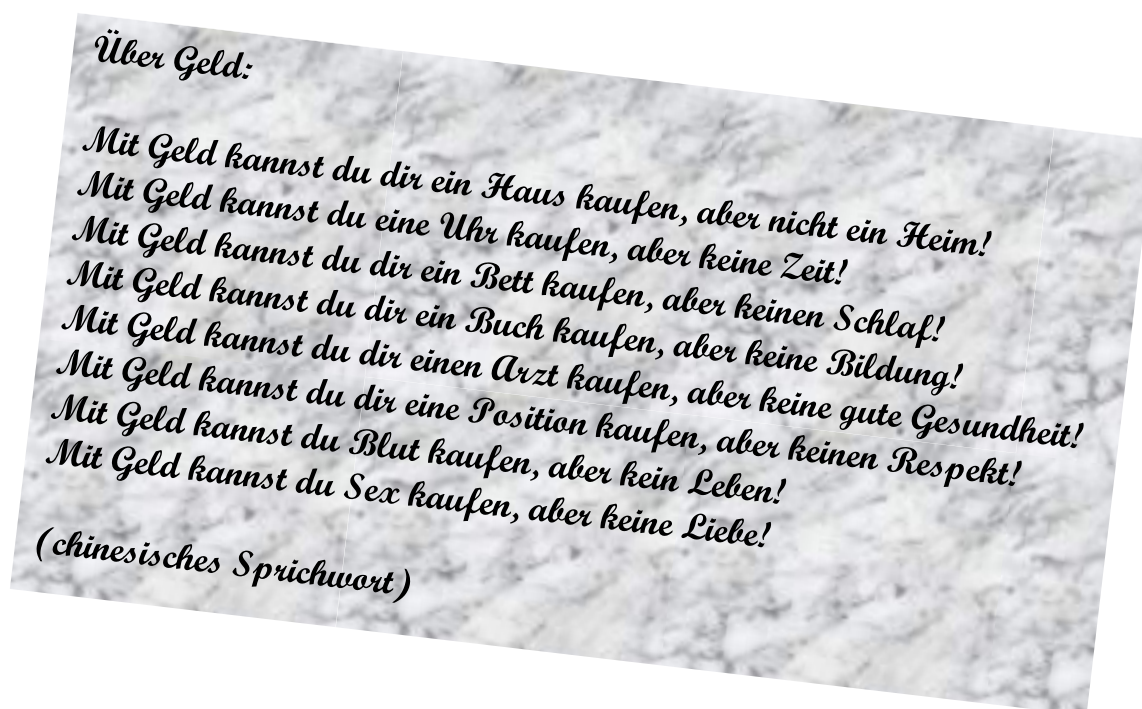 Über Geld:
Mit Geld kannst du dir ein Haus kaufen, aber nicht ein Heim!
Mit Geld kannst du eine Uhr kaufen, aber keine Zeit!
Mit Geld kannst du dir ein Bett kaufen, aber keinen Schlaf!
Mit Geld kannst du dir ein Buch kaufen, aber keine Bildung!
Mit Geld kannst du dir einen Arzt kaufen, aber keine gute Gesundheit!
Mit Geld kannst du dir eine Position kaufen, aber keinen Respekt!
Mit Geld kannst du Blut kaufen, aber kein Leben!
Mit Geld kannst du Sex kaufen, aber keine Liebe!
(chinesisches Sprichwort)